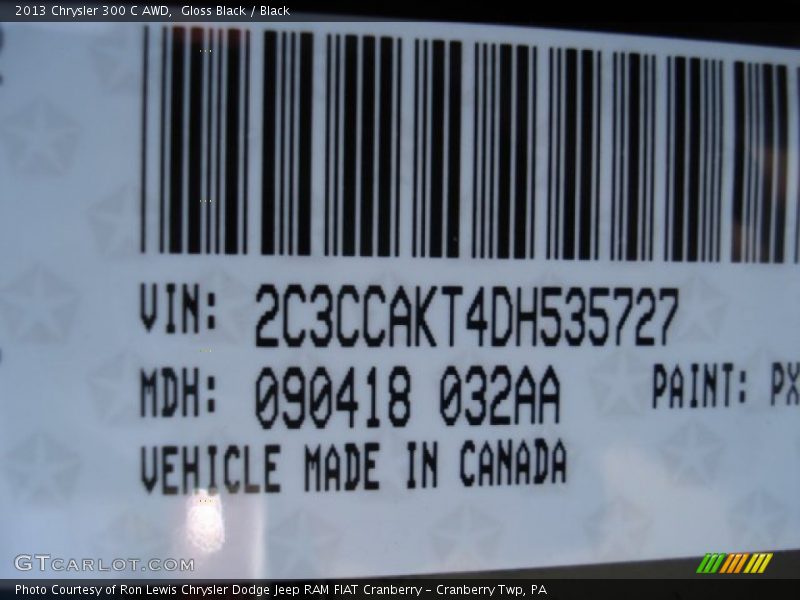 2013 Chrysler 300 C AWD,  Gloss Black / Black
VIN: 2C3CCAKT4DH535727
MDH: 090418 032AA PAINT: PX
VEHICLE MADE IN CANADA
GTCARLOT.COM
Photo Courtesy of Ron Lewis Chrysler Dodge Jeep RAM FIAT Cranberry – Cranberry Twp, PA